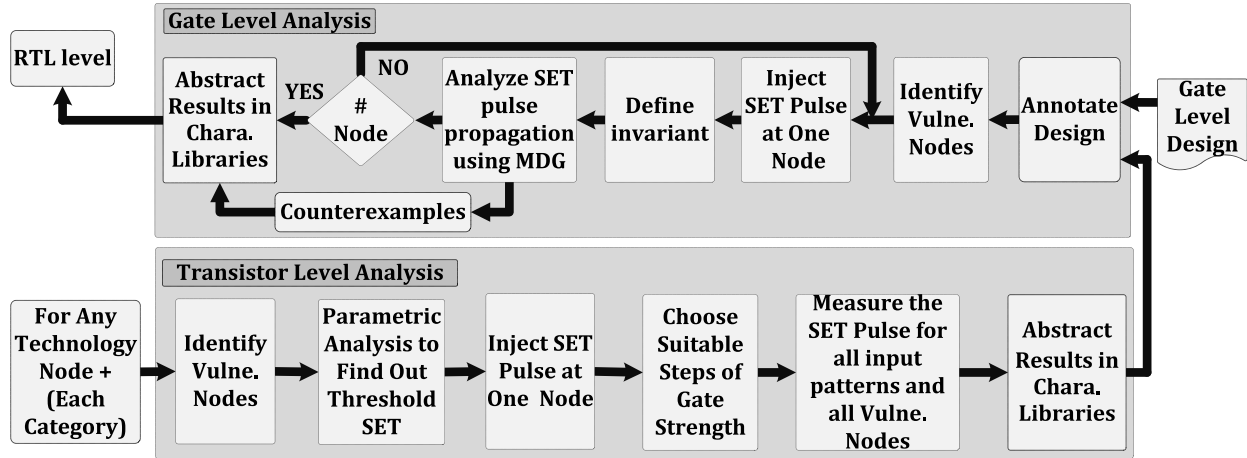 Gate Level Analysis
RTL level
Abstract
Results in
Chara.
Libraries
YES
NO
#
Node
Analyze SET
pulse
propagation
using MDG
Define
invariant
Inject
SET Pulse
at One
Node
Identify
Vulne.
Nodes
Annotate
Design
Gate
Level
Design
Counterexamples
Transistor Level Analysis
For Any
Technology
Node +
(Each
Category)
Identify
Vulne.
Nodes
Parametric
Analysis to
Find Out
Threshold
SET
Inject SET
Pulse at
One Node
Choose
Suitable
Steps of
Gate
Strength
Measure the
SET Pulse for
all input
patterns and
all Vulne.
Nodes
Abstract
Results in
Chara.
Libraries